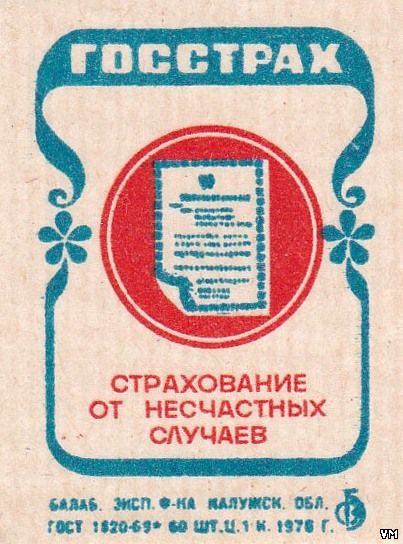 ГОССТРАХ
СТРАХОВАНИЕ
ОТ НЕСЧАСТНЫХ
СЛУЧАЕВ
БАЛАБ. ЭКСП. Ф-КА КАЛУЖСК. ОБЛ.
ГОСТ 1820-69* 60 ШТ. Ц. 1 К. 1976 Г.
VM